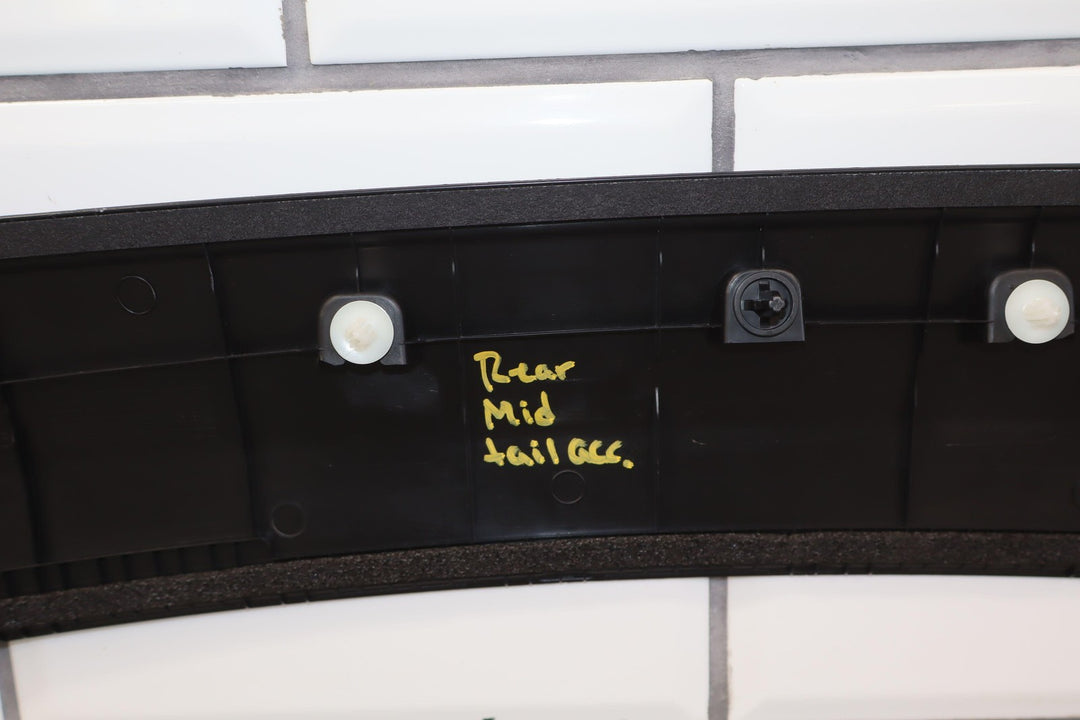 Rear
Mid
tail acc.